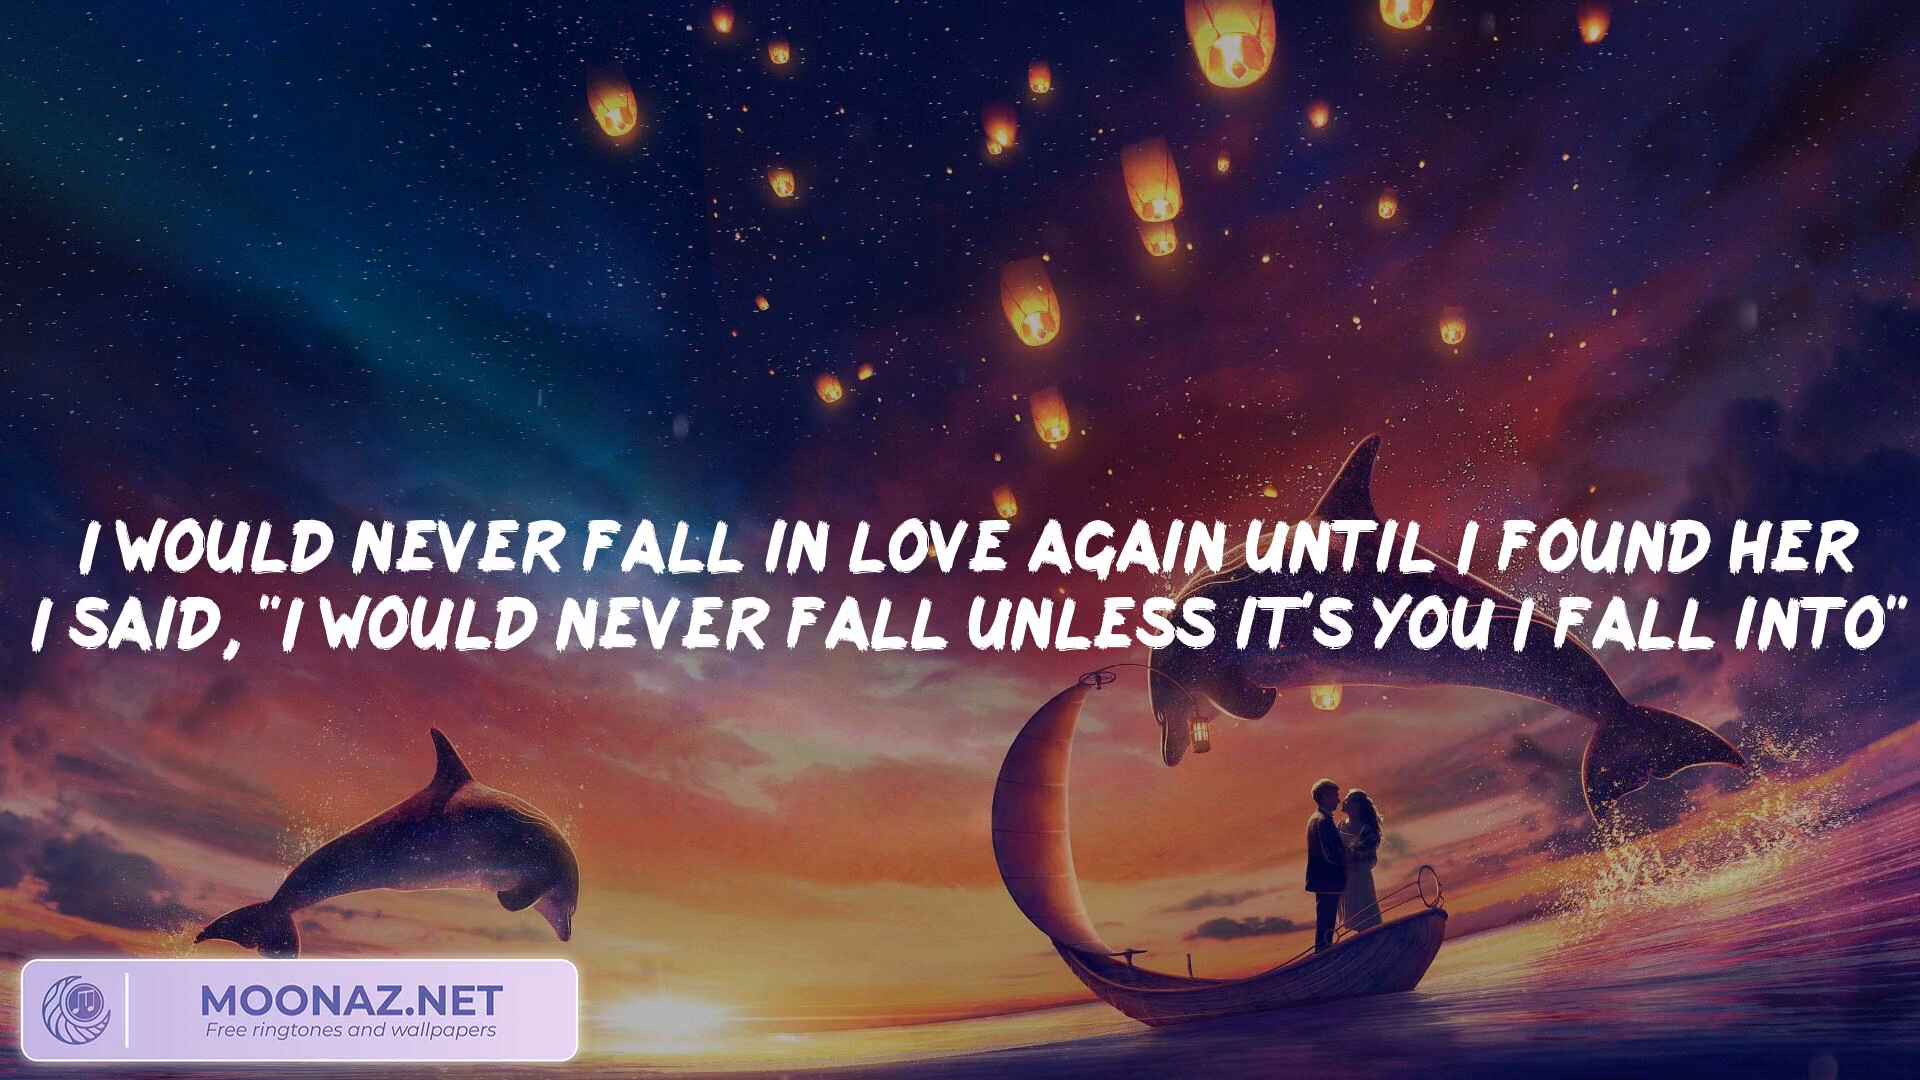 I WOULD NEVER FALL IN LOVE AGAIN UNTIL I FOUND HER
I SAID, "I WOULD NEVER FALL UNLESS IT'S YOU I FALL INTO"
MOONAZ.NET
Free ringtones and wallpapers